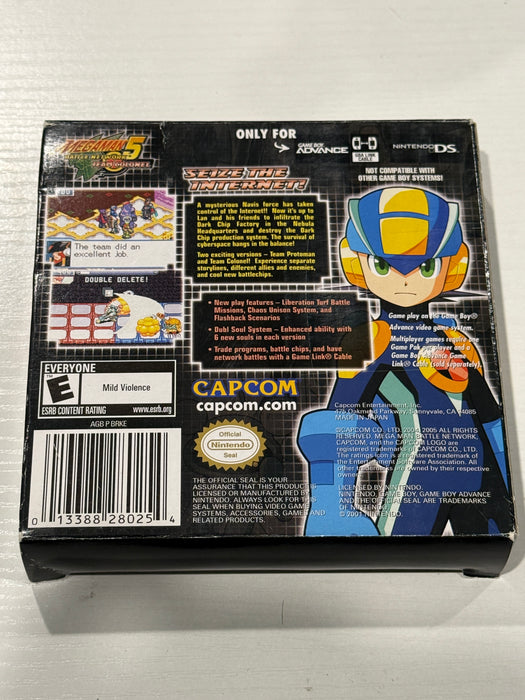 MEGAMAN 5
BATTLE NETWORK
TEAM COLONEL
ONLY FOR
GAME BOY
ADVANCE
GBA LINK
CABLE
NINTENDODS
NOT COMPATIBLE WITH
OTHER GAME BOY SYSTEMS!
SEIZE THE
INTERNET!
A mysterious Navis force has taken
control of the Internet!! Now it's up to
Lan and his friends to infiltrate the
Dark Chip Factory in the Nebula
Headquarters and destroy the Dark
Chip production system. The survival of
cyberspace hangs in the balance!
Two exciting versions – Team Protoman
and Team Colonel! Experience separate
storylines, different allies and enemies,
and cool new battlechips.
The team did an
excellent job.
DOUBLE DELETE!
• New play features – Liberation Turf Battle
Missions, Chaos Unison System, and
Flashback Scenarios
• Dobl Soul System – Enhanced ability with
6 new souls in each version
• Trade programs, battle chips, and have
network battles with a Game Link® Cable
Game play on the Game Boy®
Advance video game system.
Multiplayer games require one
Game Pak per player and a
Game Boy Advance Game
Link® Cable (sold separately).
EVERYONE
E
Mild Violence
ESRB CONTENT RATING www.esrb.org
AGB P BRKE
0 13388 28025 4
CAPCOM
capcom.com
Official
Nintendo
Seal
THE OFFICIAL SEAL IS YOUR
ASSURANCE THAT THIS PRODUCT IS
LICENSED OR MANUFACTURED BY
NINTENDO. ALWAYS LOOK FOR THIS
SEAL WHEN BUYING VIDEO GAME
SYSTEMS, ACCESSORIES, GAMES AND
RELATED PRODUCTS.
Capcom Entertainment, Inc.
475 Oakmead Parkway, Sunnyvale, CA 94085
MADE IN JAPAN
©CAPCOM CO., LTD. 2004, 2005 ALL RIGHTS
RESERVED. MEGA MAN BATTLE NETWORK,
CAPCOM, and the CAPCOM LOGO are
registered trademarks of CAPCOM CO., LTD.
The ratings icon is a registered trademark of the
Entertainment Software Association. All
other trademarks are owned by their respective
owners.
LICENSED BY NINTENDO.
NINTENDO, GAME BOY, GAME BOY ADVANCE
AND THE OFFICIAL SEAL ARE TRADEMARKS
OF NINTENDO.
© 2001 NINTENDO.